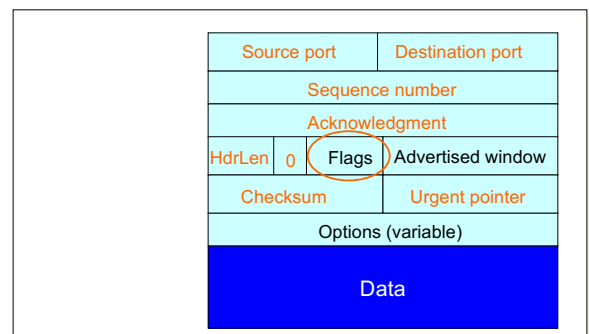 Source port Destination port
Sequence number
Acknowledgment
HdrLen 0 Flags Advertised window
Checksum Urgent pointer
Options (variable)
Data